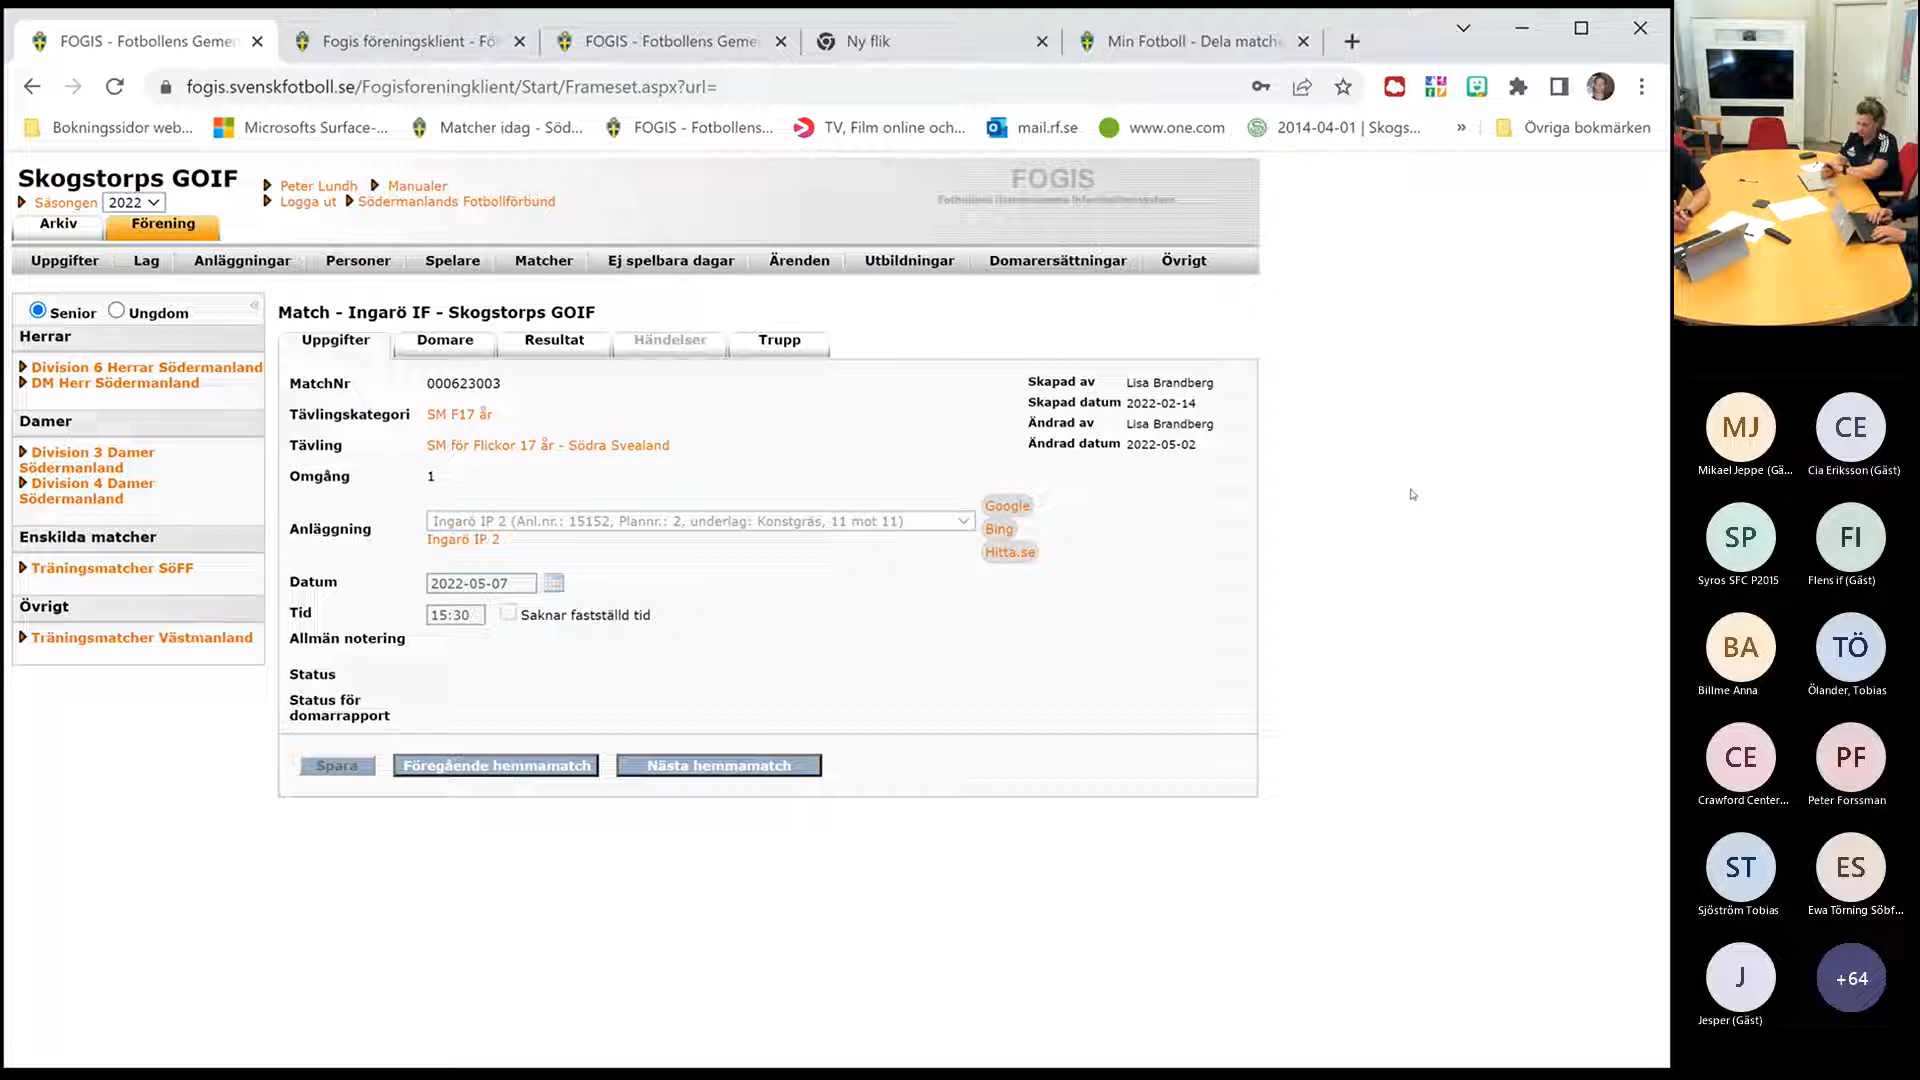 FOGIS - Fotbollens Gemer
Fogis föreningsklient - Fö
FOGIS - Fotbollens Geme
Ny flik
Min Fotboll - Dela match
fogis.svenskfotboll.se/Fogisforeningklient/Start/Frameset.aspx?url=
Bokningssidor web...
Microsofts Surface-...
Matcher idag - Söd...
FOGIS - Fotbollens...
TV, Film online och...
mail.rf.se
www.one.com
2014-04-01 | Skogs...
»
Övriga bokmärken
Skogstorps GOIF
Peter Lundh
Manualer
Säsongen 2022
Logga ut
Södermanlands Fotbollförbund
FOGIS
Arkiv
Förening
Uppgifter
Lag
Anläggningar
Personer
Spelare
Matcher
Ej spelbara dagar
Ärenden
Utbildningar
Domarersättningar
Övrigt
Senior
Ungdom
Herrar
Division 6 Herrar Södermanland
DM Herr Södermanland
Damer
Division 3 Damer
Södermanland
Division 4 Damer
Södermanland
Enskilda matcher
Träningsmatcher SöFF
Övrigt
Träningsmatcher Västmanland
Match - Ingarö IF - Skogstorps GOIF
Uppgifter
Domare
Resultat
Händelser
Trupp
MatchNr 000623003
Tävlingskategori SM F17 år
Tävling SM för Flickor 17 år - Södra Svealand
Omgång 1
Anläggning Ingarö IP 2 (Anl.nr.: 15152, Plannr.: 2, underlag: Konstgräs, 11 mot 11)
Ingarö IP 2
Google
Bing
Hitta.se
Datum 2022-05-07
Tid 15:30 Saknar fastställd tid
Allmän notering
Status
Status för
domarrapport
Skapad av Lisa Brandberg
Skapad datum 2022-02-14
Ändrad av Lisa Brandberg
Ändrad datum 2022-05-02
Spara
Föregående hemmamatch
Nästa hemmamatch
MJ
Mikael Jeppe (Gä...
CE
Cia Eriksson (Gäst)
SP
Syros SFC P2015
FI
Flens if (Gäst)
BA
Billme Anna
TÖ
Ölander, Tobias
CE
Crawford Center...
PF
Peter Forssman
ST
Sjöström Tobias
ES
Ewa Törning Söbf...
J
Jesper (Gäst)
+64